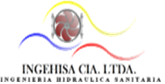 INGEHISA CIA. LTDA.
INGENIERIA HIDRAULICA SANITARIA